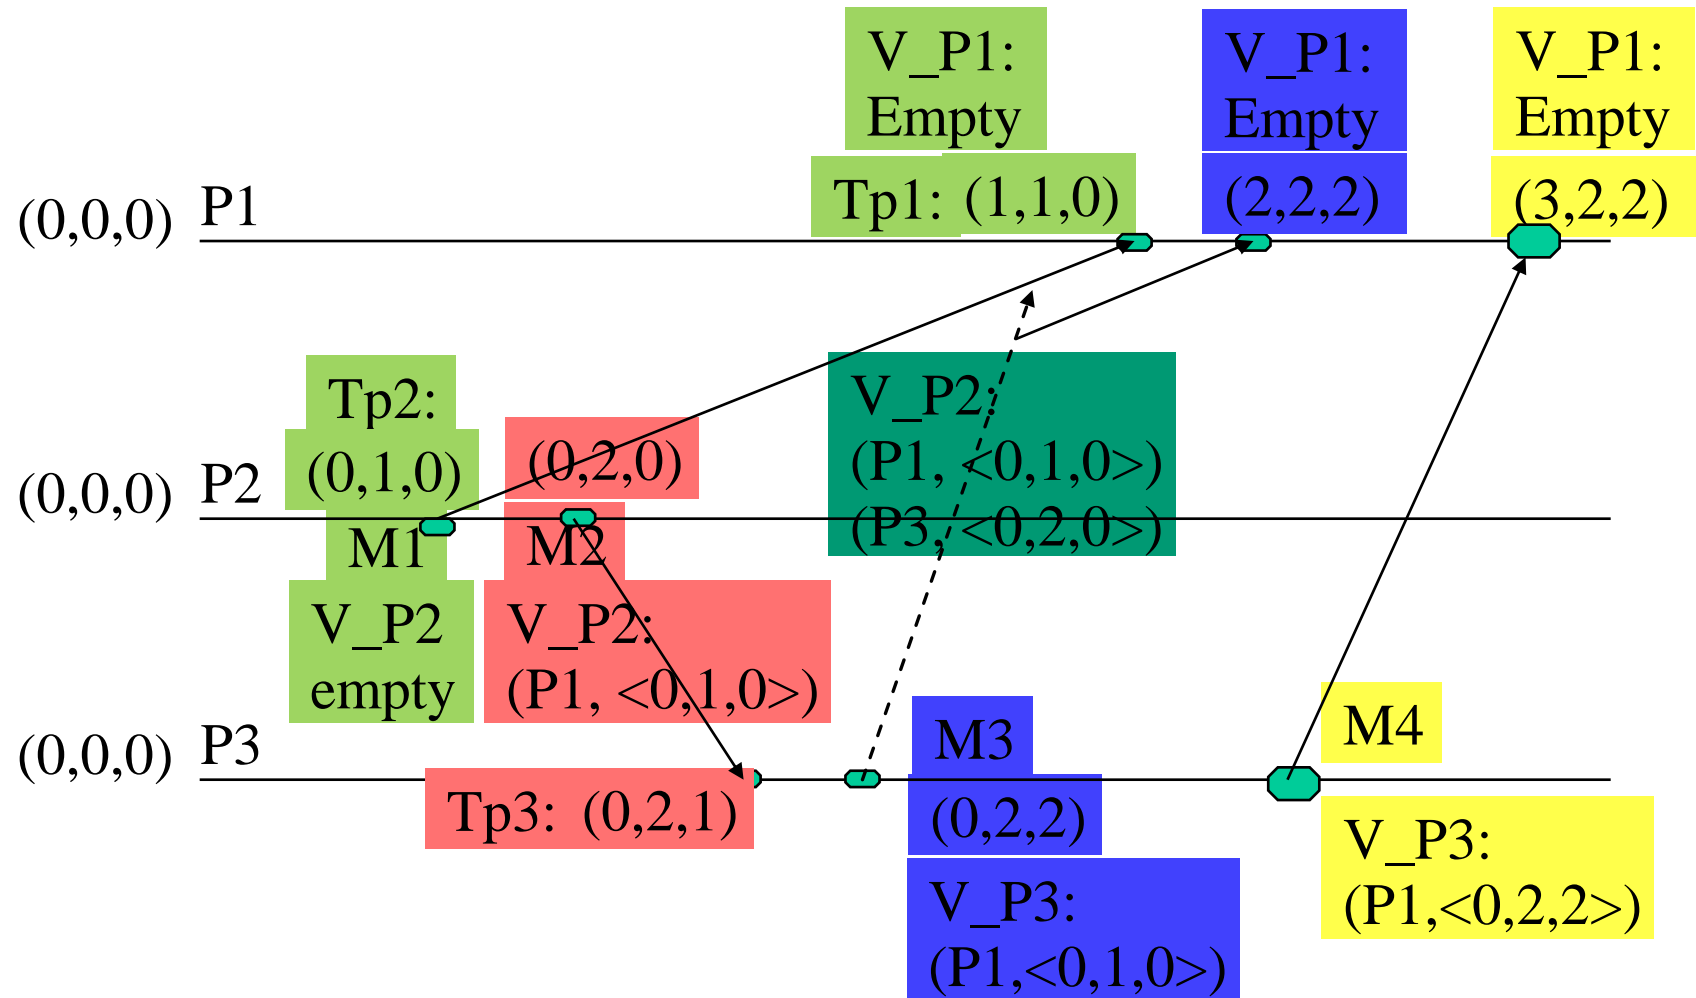 V_P1:
Empty
V_P1:
Empty
V_P1:
Empty
Tp1: (1,1,0)
(2,2,2)
(3,2,2)
(0,0,0) P1
Tp2:
(0,1,0)
(0,2,0)
V_P2:
(P1, <0,1,0>)
(P3, <0,2,0>)
(0,0,0) P2
M1
M2
V_P2
empty
V_P2:
(P1, <0,1,0>)
(0,0,0) P3
Tp3: (0,2,1)
M3
(0,2,2)
V_P3:
(P1,<0,1,0>)
M4
V_P3:
(P1,<0,2,2>)